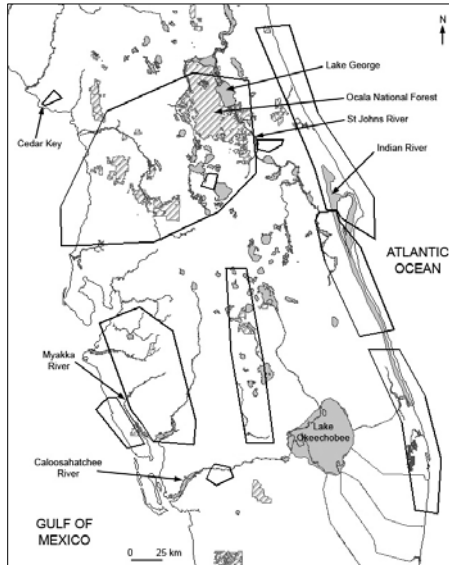 N
Lake George
Ocala National Forest
St Johns River
Cedar Key
Indian River
ATLANTIC
OCEAN
Myakka
River
Lake
Okeechobee
Caloosahatchee
River
GULF OF
MEXICO
0 25 km